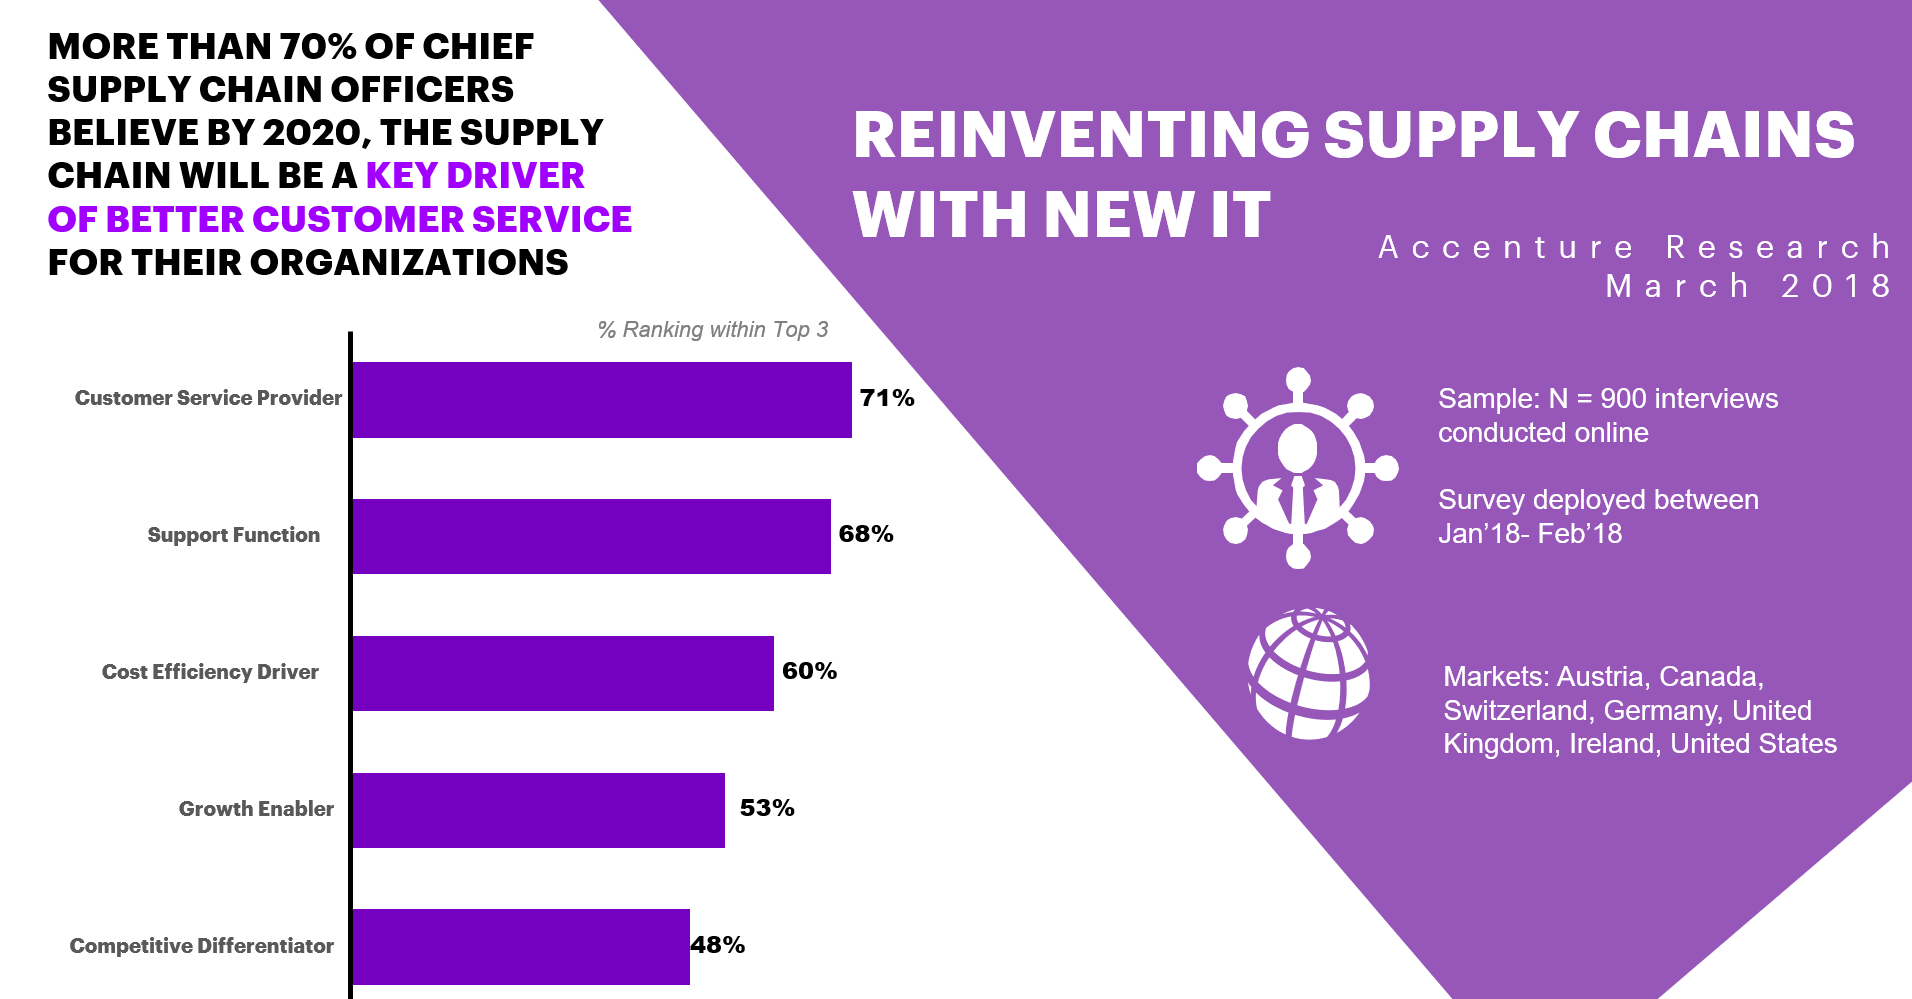 MORE THAN 70% OF CHIEF
SUPPLY CHAIN OFFICERS
BELIEVE BY 2020, THE SUPPLY
CHAIN WILL BE A KEY DRIVER
OF BETTER CUSTOMER SERVICE
FOR THEIR ORGANIZATIONS
% Ranking within Top 3
Customer Service Provider 71%
Support Function 68%
Cost Efficiency Driver 60%
Growth Enabler 53%
Competitive Differentiator 48%
REINVENTING SUPPLY CHAINS
WITH NEW IT
Accenture Research
March 2018
Sample: N = 900 interviews
conducted online
Survey deployed between
Jan’18- Feb’18
Markets: Austria, Canada,
Switzerland, Germany, United
Kingdom, Ireland, United States